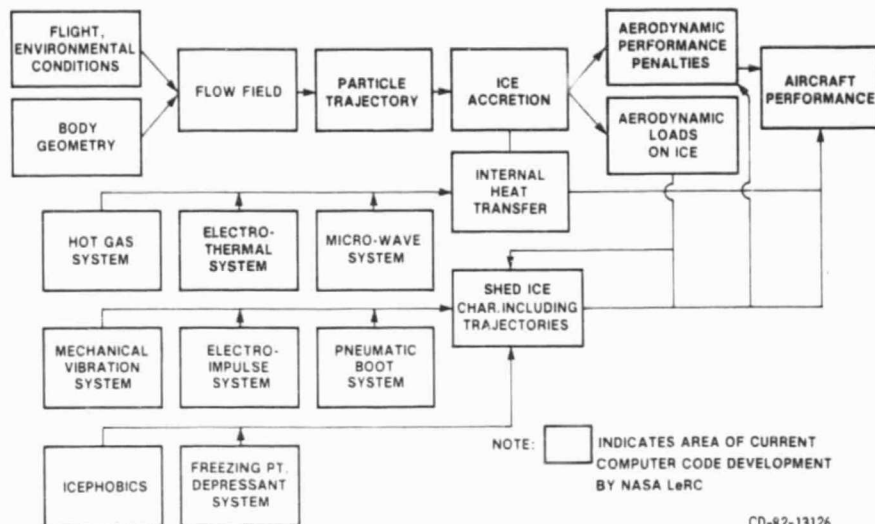 FLIGHT,
ENVIRONMENTAL
CONDITIONS
BODY
GEOMETRY
FLOW FIELD
PARTICLE
TRAJECTORY
ICE
ACCRETION
AERODYNAMIC
PERFORMANCE
PENALTIES
AERODYNAMIC
LOADS
ON ICE
AIRCRAFT
PERFORMANCE
INTERNAL
HEAT
TRANSFER
HOT GAS
SYSTEM
ELECTRO-
THERMAL
SYSTEM
MICRO-WAVE
SYSTEM
SHED ICE
CHAR. INCLUDING
TRAJECTORIES
MECHANICAL
VIBRATION
SYSTEM
ELECTRO-
IMPULSE
SYSTEM
PNEUMATIC
BOOT
SYSTEM
ICEPHOBICS
FREEZING PT.
DEPRESSANT
SYSTEM
NOTE:
INDICATES AREA OF CURRENT
COMPUTER CODE DEVELOPMENT
BY NASA LeRC
CD-82-13126